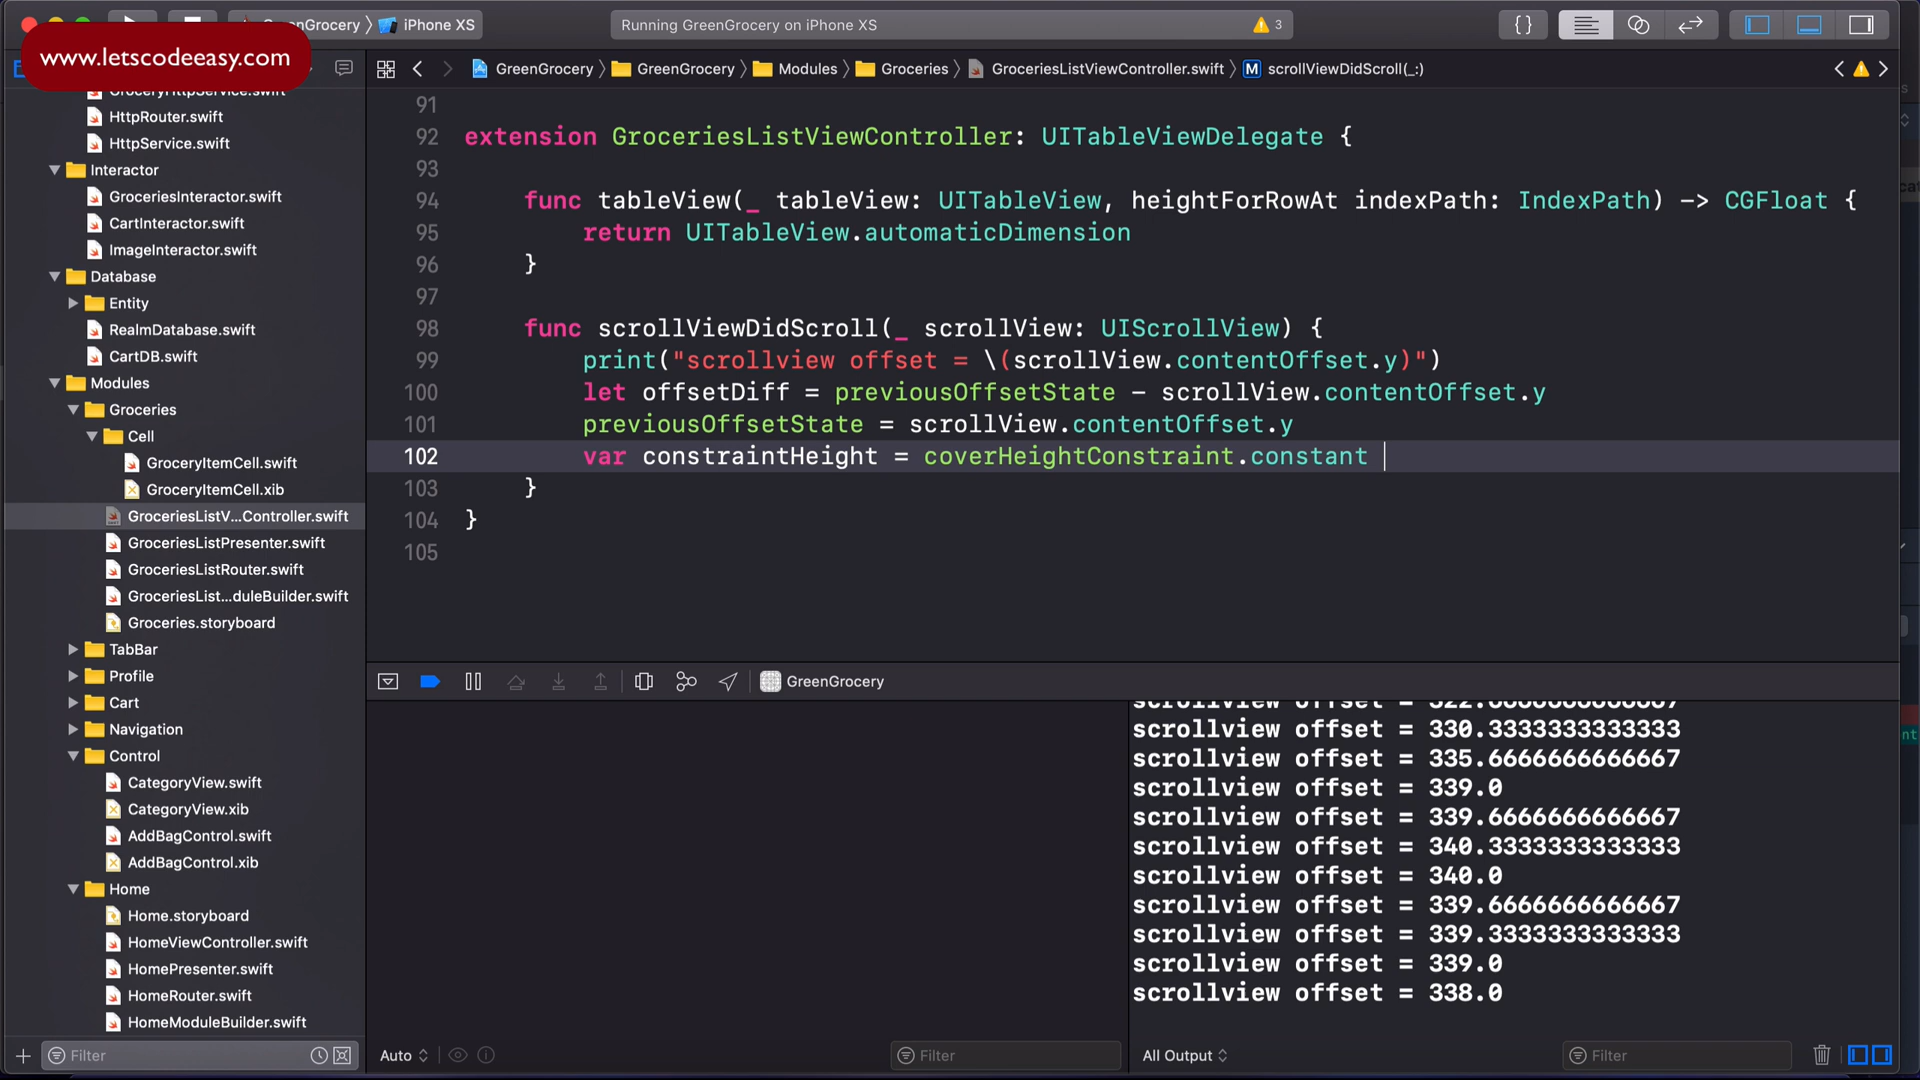 GreenGrocery 〉 iPhone XS
Running GreenGrocery on iPhone XS
3
www.letscodeeasy.com
GreenGrocery 〉 GreenGrocery 〉 Modules 〉 Groceries 〉 GroceriesListViewController.swift 〉 M scrollViewDidScroll(_:)
GroceryHttpService.swift
HttpRouter.swift
HttpService.swift
Interactor
GroceriesInteractor.swift
CartInteractor.swift
ImageInteractor.swift
Database
Entity
RealmDatabase.swift
CartDB.swift
Modules
Groceries
Cell
GroceryItemCell.swift
GroceryItemCell.xib
GroceriesListV...Controller.swift
GroceriesListPresenter.swift
GroceriesListRouter.swift
GroceriesList...duleBuilder.swift
Groceries.storyboard
TabBar
Profile
Cart
Navigation
Control
CategoryView.swift
CategoryView.xib
AddBagControl.swift
AddBagControl.xib
Home
Home.storyboard
HomeViewController.swift
HomePresenter.swift
HomeRouter.swift
HomeModuleBuilder.swift
Filter
91
92 extension GroceriesListViewController: UITableViewDelegate {
93
94 func tableView(_ tableView: UITableView, heightForRowAt indexPath: IndexPath) -> CGFloat {
95 return UITableView.automaticDimension
96 }
97
98 func scrollViewDidScroll(_ scrollView: UIScrollView) {
99 print("scrollview offset = \(scrollView.contentOffset.y)")
100 let offsetDiff = previousOffsetState - scrollView.contentOffset.y
101 previousOffsetState = scrollView.contentOffset.y
102 var constraintHeight = coverHeightConstraint.constant
103 }
104 }
105
GreenGrocery
scrollview offset = 322.6666666666667
scrollview offset = 330.3333333333333
scrollview offset = 335.6666666666667
scrollview offset = 339.0
scrollview offset = 339.6666666666667
scrollview offset = 340.3333333333333
scrollview offset = 340.0
scrollview offset = 339.6666666666667
scrollview offset = 339.3333333333333
scrollview offset = 339.0
scrollview offset = 338.0
Auto
Filter
All Output
Filter